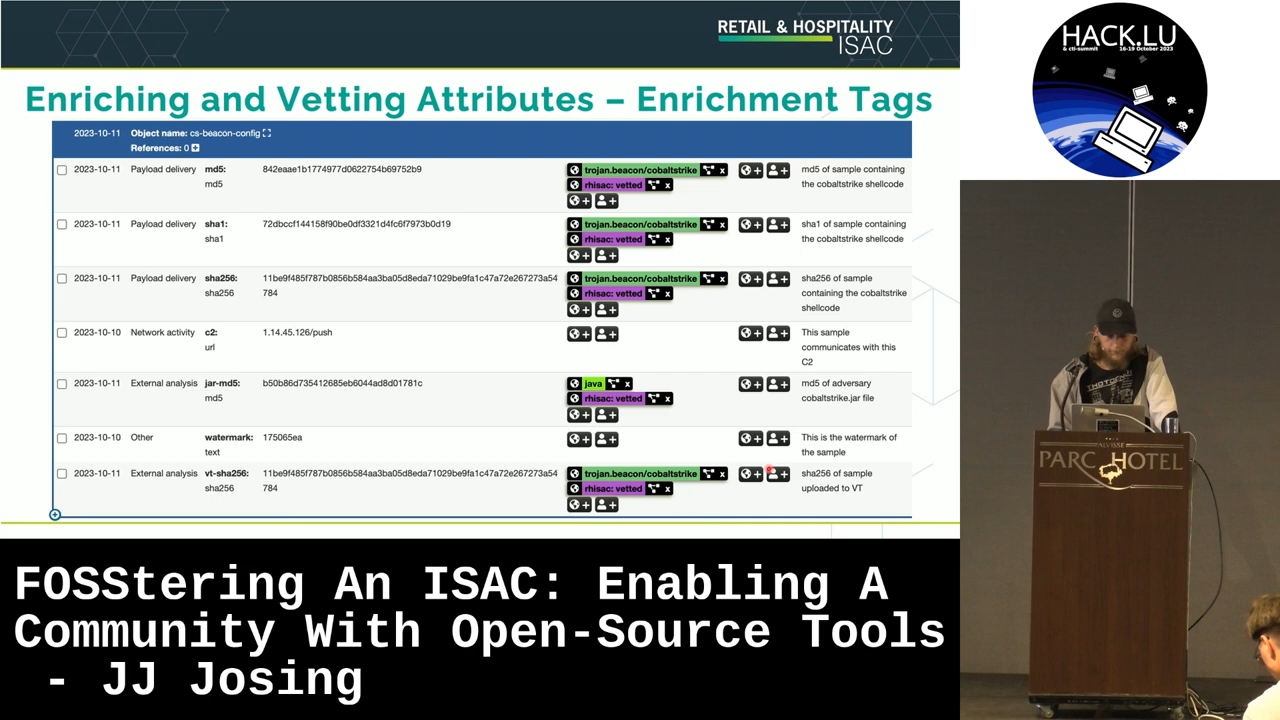 RETAIL & HOSPITALITY
ISAC
Enriching and Vetting Attributes – Enrichment Tags
2023-10-11 Object name: cs-beacon-config
References: 0
2023-10-11 Payload delivery md5: 842eaae1b1774977d0622754b69752b9 trojan.beacon/cobaltstrike x + + md5 of sample containing
md5 rhisac: vetted x the cobaltstrike shellcode
+ +
2023-10-11 Payload delivery sha1: 72dbccf144158f90be0df3321d4fc6f7973b0d19 trojan.beacon/cobaltstrike x + + sha1 of sample containing
sha1 rhisac: vetted x the cobaltstrike shellcode
+ +
2023-10-11 Payload delivery sha256: 11be9f485f787b0856b584aa3ba05d8eda71029be9fa1c47a72e267273a54 trojan.beacon/cobaltstrike x + + sha256 of sample
sha256 784 rhisac: vetted x containing the cobaltstrike
+ + shellcode
2023-10-10 Network activity c2: 1.14.45.126/push + + + + This sample
url communicates with this
C2
2023-10-11 External analysis jar-md5: b50b86d735412685eb6044ad8d01781c java x + + md5 of adversary
md5 rhisac: vetted x cobaltstrike.jar file
+ +
2023-10-10 Other watermark: 175065ea + + + + This is the watermark of
text the sample
2023-10-11 External analysis vt-sha256: 11be9f485f787b0856b584aa3ba05d8eda71029be9fa1c47a72e267273a54 trojan.beacon/cobaltstrike x + + sha256 of sample
sha256 784 rhisac: vetted x uploaded to VT
+ +
HACK.LU
& cti-summit 16-19 October 2023
ALVISSE
PARC HOTEL
FOSStering An ISAC: Enabling A
Community With Open-Source Tools
- JJ Josing